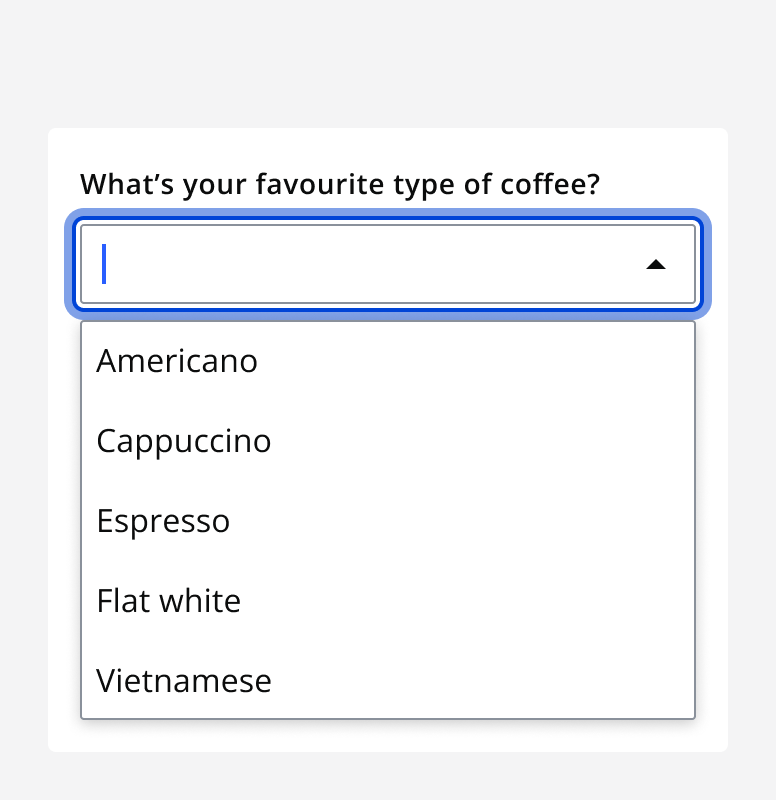 What’s your favourite type of coffee?
Americano
Cappuccino
Espresso
Flat white
Vietnamese